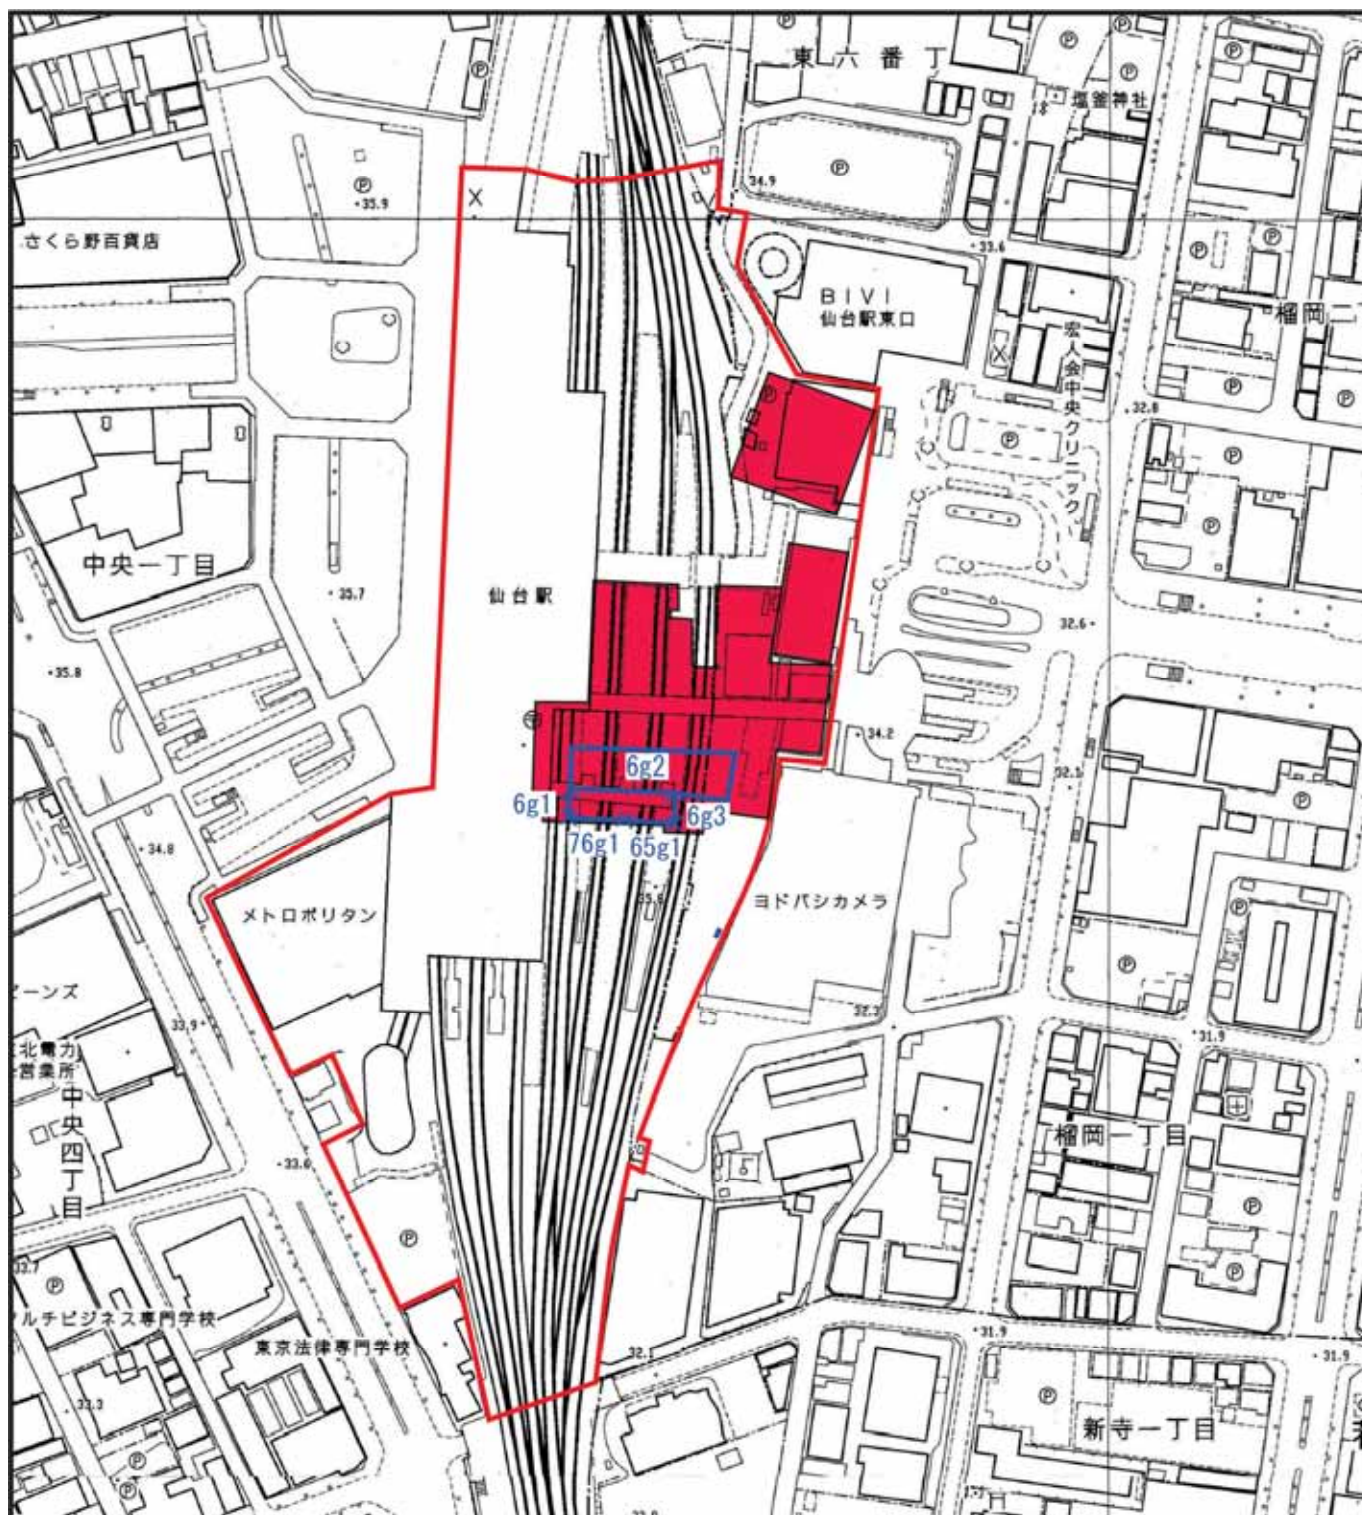 東六番丁
塩釜神社
34.9
35.9
さくら野百貨店
33.6
BIVI
仙台駅東口
榴岡二
宏人会中央クリニック
32.8
中央一丁目
35.7
仙台駅
32.6
35.8
34.2
32.1
6g2
6g1
6g3
76g1
65g1
34.8
メトロポリタン
35.6
ヨドバシカメラ
ビーンズ
33.9
32.3
31.9
北電力
営業所
中央四丁目
榴岡一丁目
33.6
33.7
ルチビジネス専門学校
東京法律専門学校
32.1
31.9
31.9
33.3
新寺一丁目